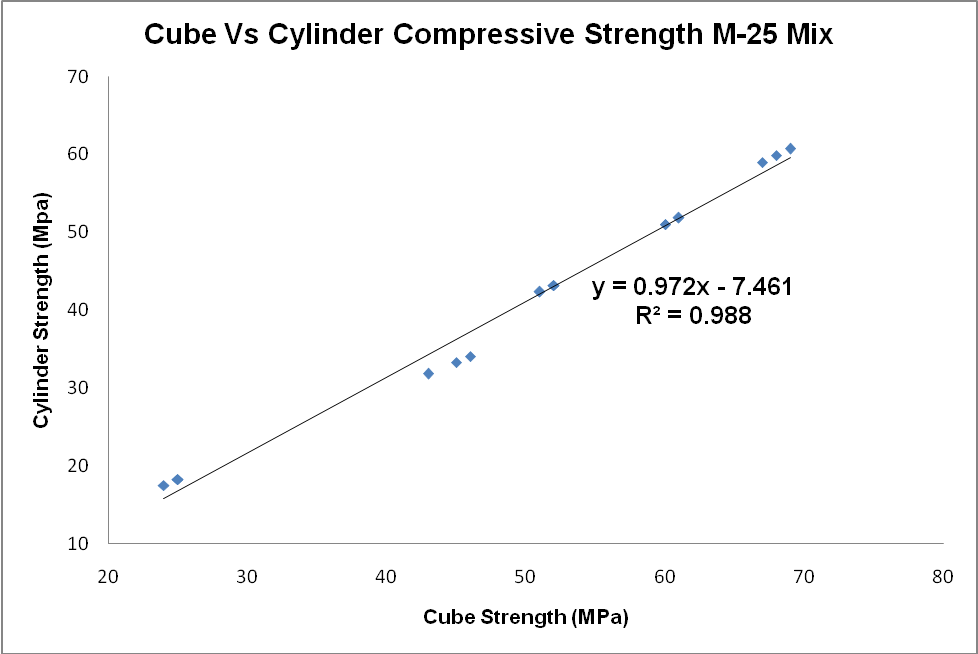 Cube Vs Cylinder Compressive Strength M-25 Mix
70
60
50
40
30
20
10
Cylinder Strength (Mpa)
y = 0.972x - 7.461
R² = 0.988
20 30 40 50 60 70 80
Cube Strength (MPa)